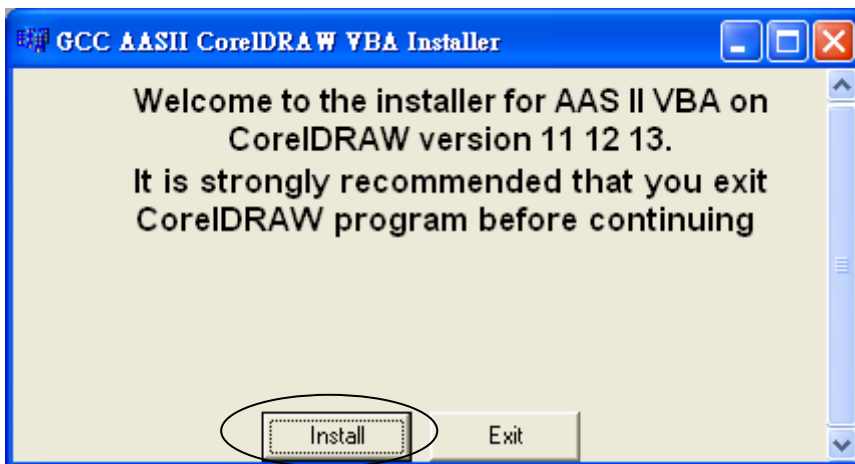 GCC AASII CorelDRAW VBA Installer
Welcome to the installer for AAS II VBA on
CorelDRAW version 11 12 13.
It is strongly recommended that you exit
CorelDRAW program before continuing
Install Exit